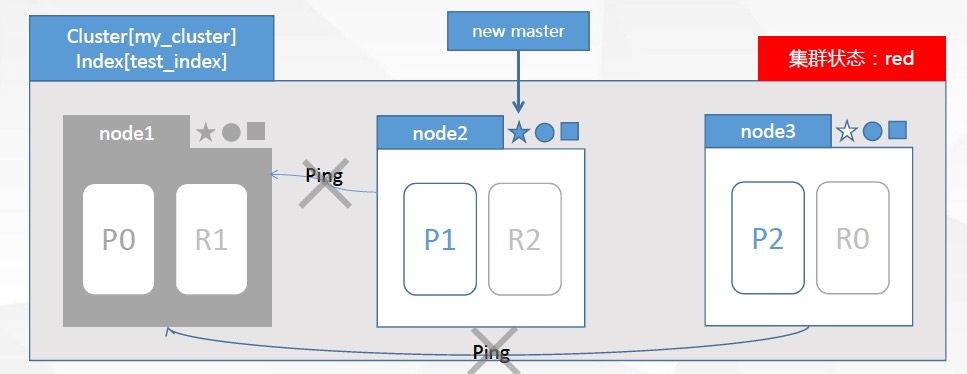 Cluster[my_cluster]
Index[test_index]
new master
集群状态：red
node1
node2
node3
Ping
P0
R1
P1
R2
P2
R0
Ping